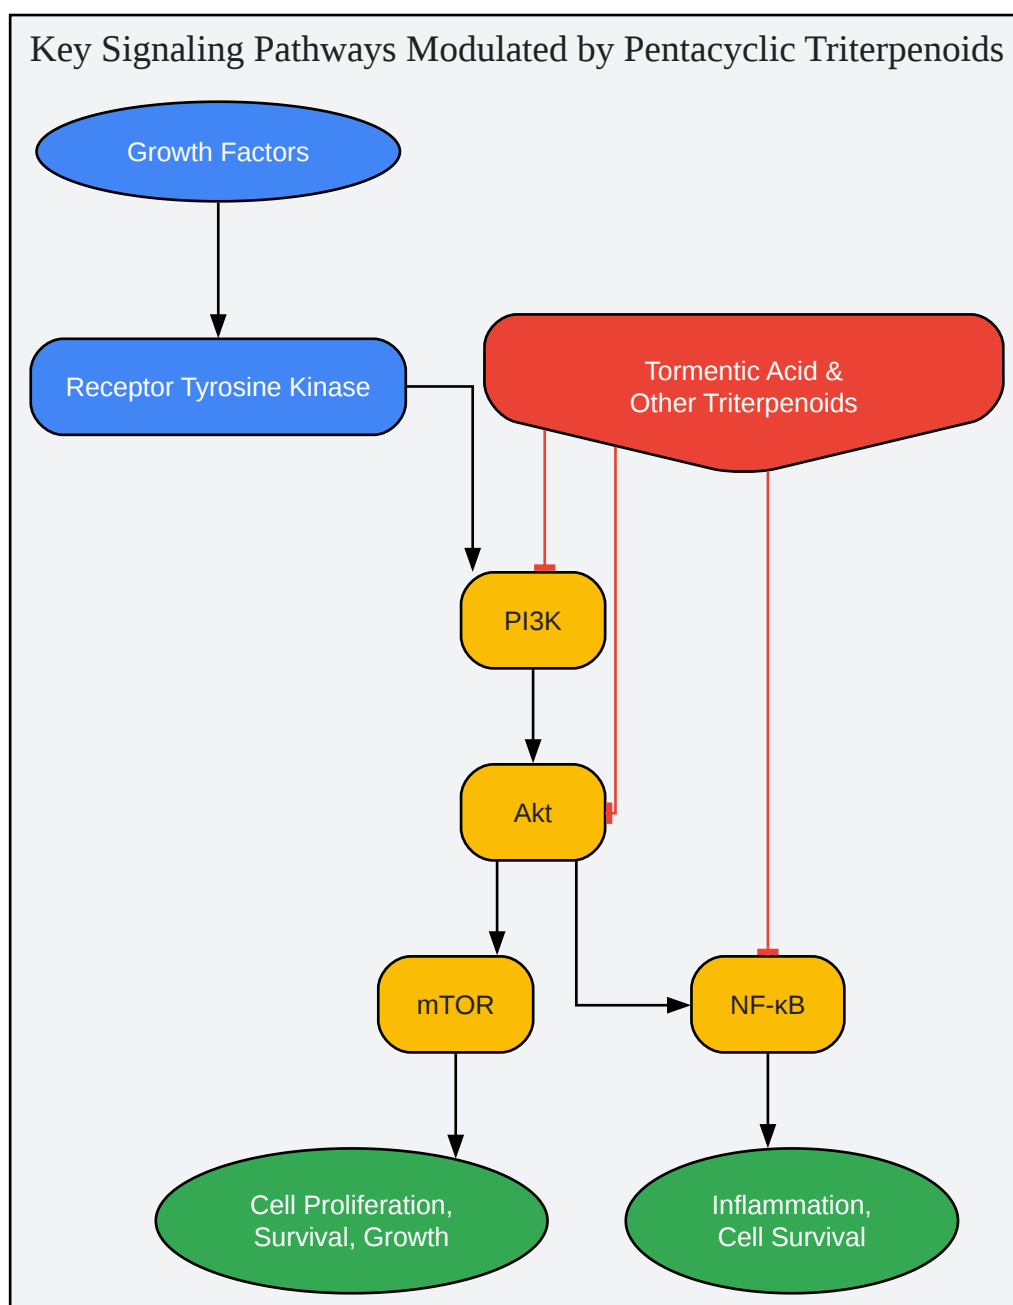 Key Signaling Pathways Modulated by Pentacyclic Triterpenoids
Growth Factors
Receptor Tyrosine Kinase
Tormentic Acid &
Other Triterpenoids
PI3K
Akt
mTOR
NF-κB
Cell Proliferation,
Survival, Growth
Inflammation,
Cell Survival